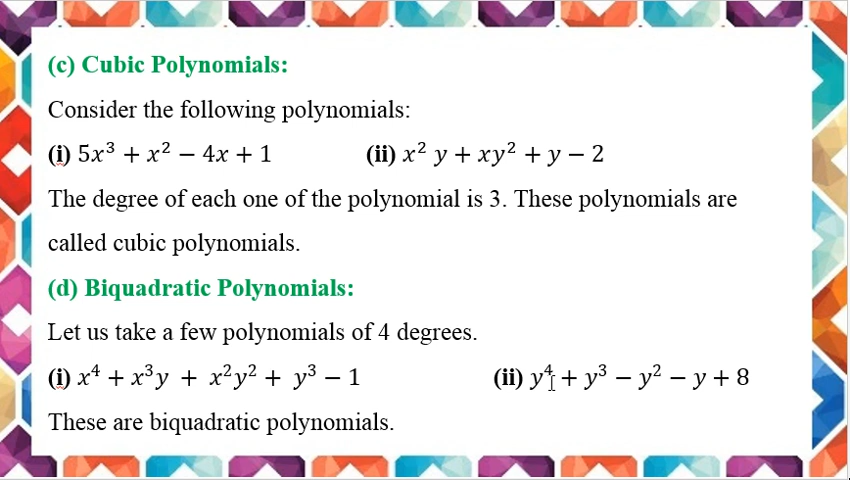 (c) Cubic Polynomials:
Consider the following polynomials:
(i) 5x³ + x² − 4x + 1 (ii) x² y + xy² + y − 2
The degree of each one of the polynomial is 3. These polynomials are
called cubic polynomials.
(d) Biquadratic Polynomials:
Let us take a few polynomials of 4 degrees.
(i) x⁴ + x³y + x²y² + y³ − 1 (ii) y⁴ + y³ − y² − y + 8
These are biquadratic polynomials.